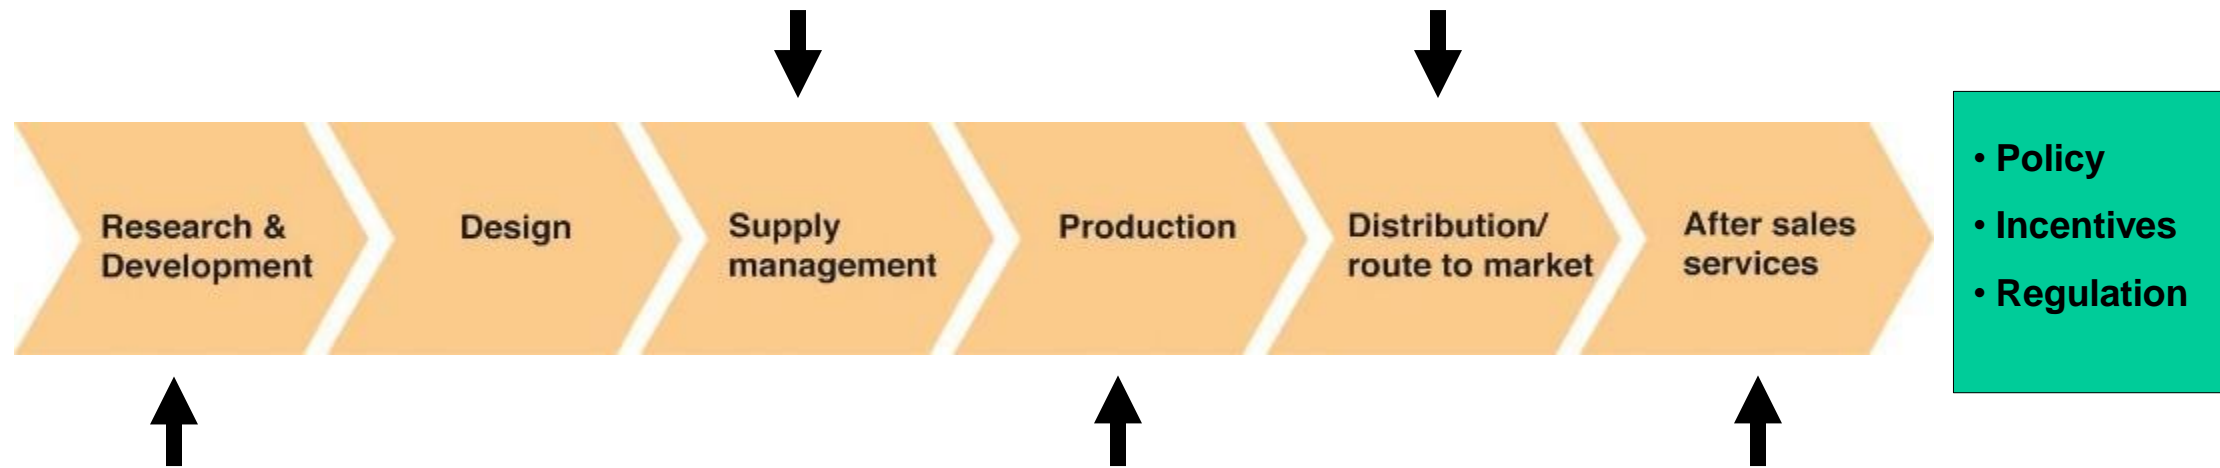 Research &
Development
Design
Supply
management
Production
Distribution/
route to market
After sales
services
• Policy
• Incentives
• Regulation